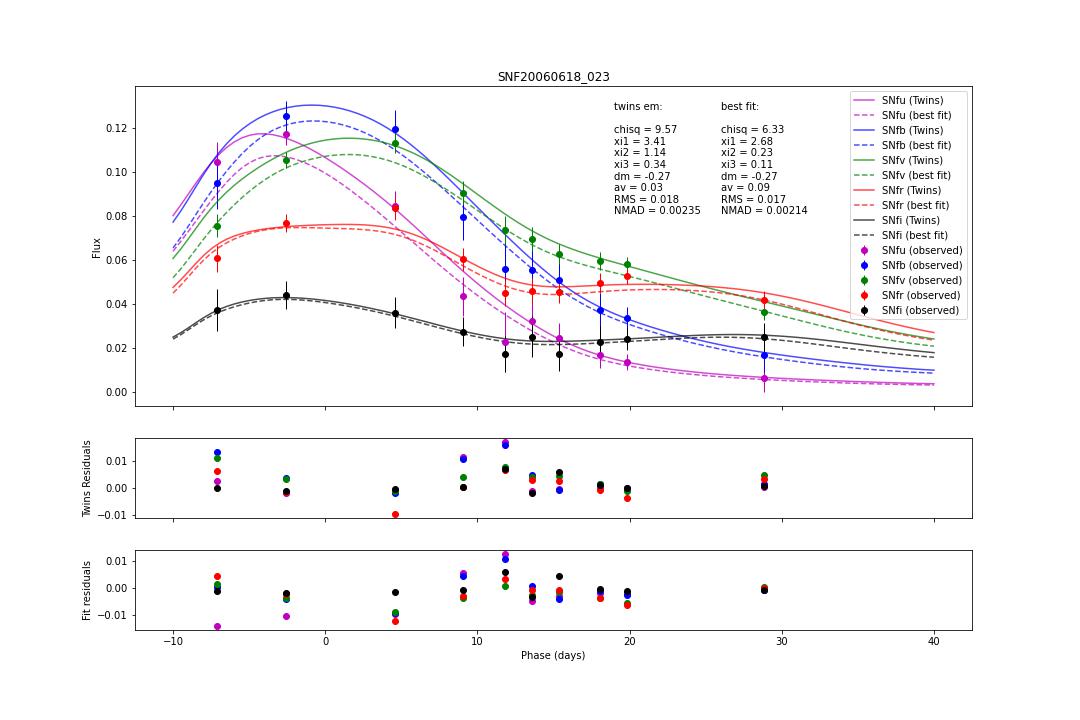 SNF20060618_023
twins em: best fit:
chisq = 9.57 chisq = 6.33
xi1 = 3.41 xi1 = 2.68
xi2 = 1.14 xi2 = 0.23
xi3 = 0.34 xi3 = 0.11
dm = -0.27 dm = -0.27
av = 0.03 av = 0.09
RMS = 0.018 RMS = 0.017
NMAD = 0.00235 NMAD = 0.00214
SNfu (Twins)
SNfu (best fit)
SNfb (Twins)
SNfb (best fit)
SNfv (Twins)
SNfv (best fit)
SNfr (Twins)
SNfr (best fit)
SNfi (Twins)
SNfi (best fit)
SNfu (observed)
SNfb (observed)
SNfv (observed)
SNfr (observed)
SNfi (observed)
Flux
0.12
0.10
0.08
0.06
0.04
0.02
0.00
Twins Residuals
0.01
0.00
−0.01
Fit residuals
0.01
0.00
−0.01
−10 0 10 20 30 40
Phase (days)